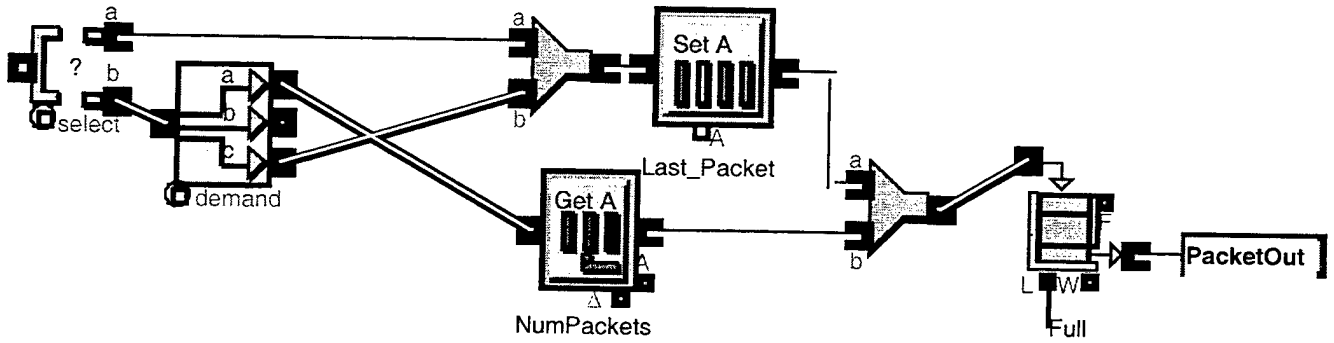 a
?
b
select
a
b
c
demand
a
b
Set A
A
Last_Packet
Get A
A
A
NumPackets
a
b
F
L W
Full
PacketOut